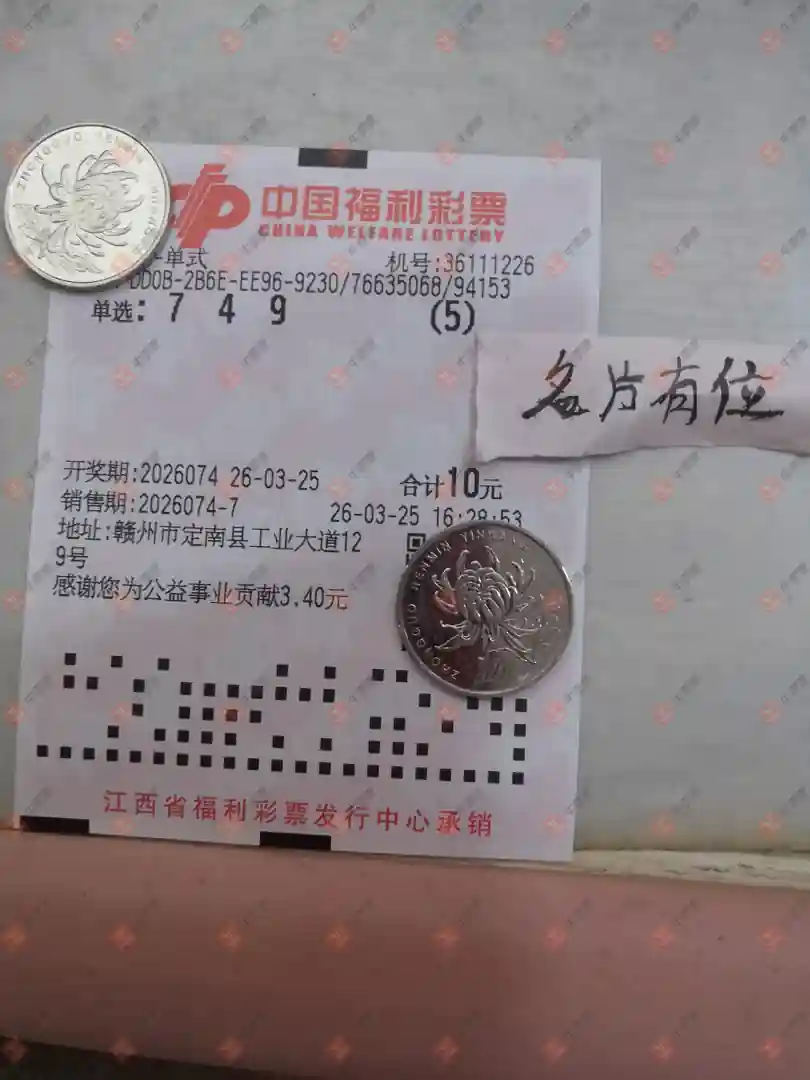 中国福利彩票
CHINA WELFARE LOTTERY
-单式 机号:36111226
DD0B-2B6E-EE96-9230/76635068/94153
单选: 7 4 9 (5)
名片有位
开奖期:2026074 26-03-25 合计10元
销售期:2026074-7 26-03-25 16:28:53
地址:赣州市定南县工业大道12
9号
感谢您为公益事业贡献3.40元
江西省福利彩票发行中心承销